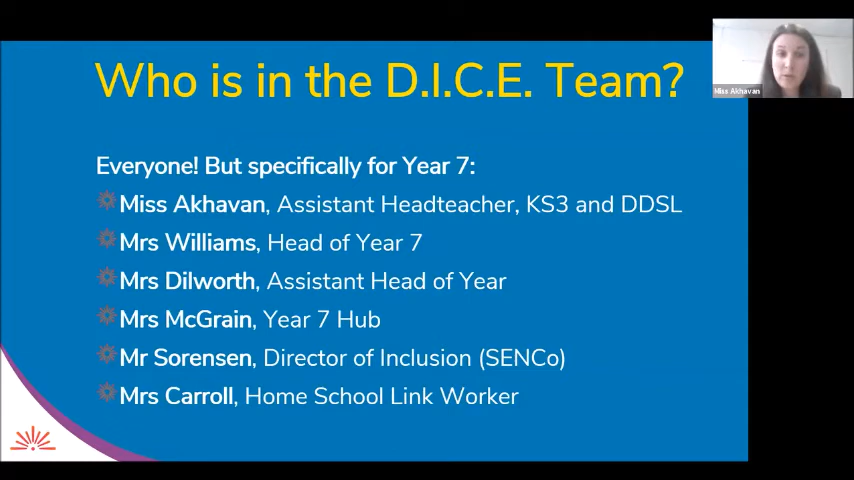 Who is in the D.I.C.E. Team?
Miss Akhavan
Everyone! But specifically for Year 7:
Miss Akhavan, Assistant Headteacher, KS3 and DDSL
Mrs Williams, Head of Year 7
Mrs Dilworth, Assistant Head of Year
Mrs McGrain, Year 7 Hub
Mr Sorensen, Director of Inclusion (SENCo)
Mrs Carroll, Home School Link Worker